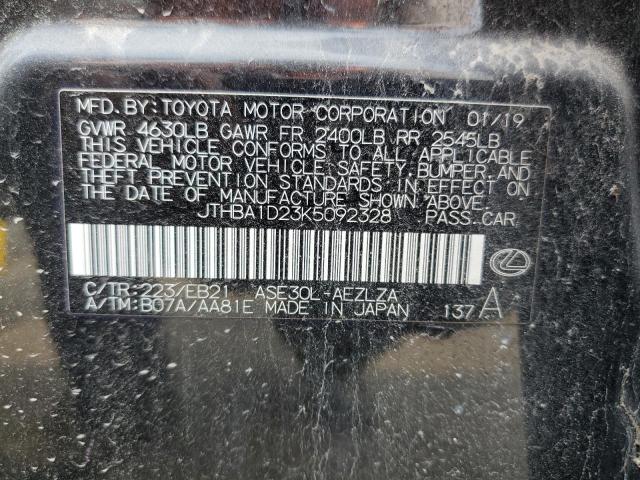 MFD. BY: TOYOTA MOTOR CORPORATION 01/19
GVWR 4630LB GAWR FR 2400LB RR 2545LB
THIS VEHICLE CONFORMS TO ALL APPLICABLE
FEDERAL MOTOR VEHICLE SAFETY, BUMPER, AND
THEFT PREVENTION STANDARDS IN EFFECT ON
THE DATE OF MANUFACTURE SHOWN ABOVE.
JTHBA1D23K5092328 PASS. CAR
C/TR: 223/EB21 ASE30L-AEZLZA
A/TM: B07A/AA81E MADE IN JAPAN 137 A